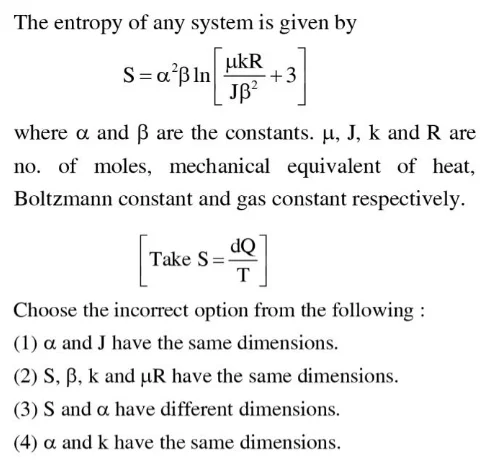 The entropy of any system is given by
S = α²β ln [ μkR / Jβ² + 3 ]
where α and β are the constants. μ, J, k and R are
no. of moles, mechanical equivalent of heat,
Boltzmann constant and gas constant respectively.
[ Take S = dQ / T ]
Choose the incorrect option from the following :
(1) α and J have the same dimensions.
(2) S, β, k and μR have the same dimensions.
(3) S and α have different dimensions.
(4) α and k have the same dimensions.